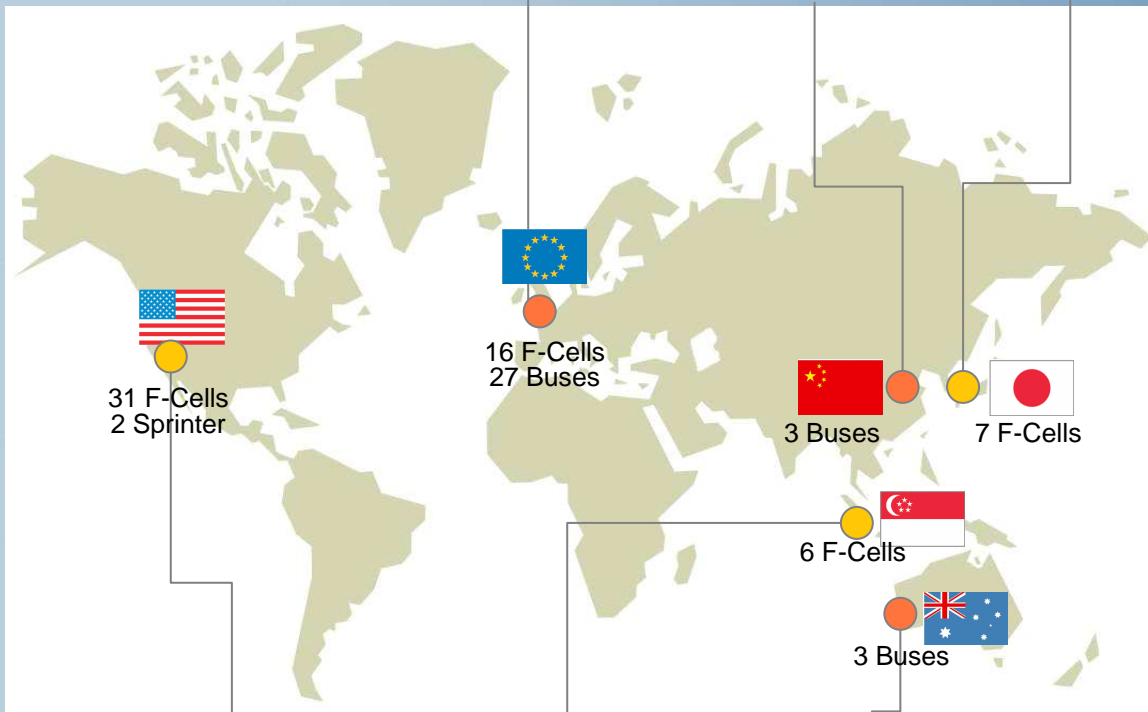 16 F-Cells
27 Buses
31 F-Cells
2 Sprinter
3 Buses
7 F-Cells
6 F-Cells
3 Buses